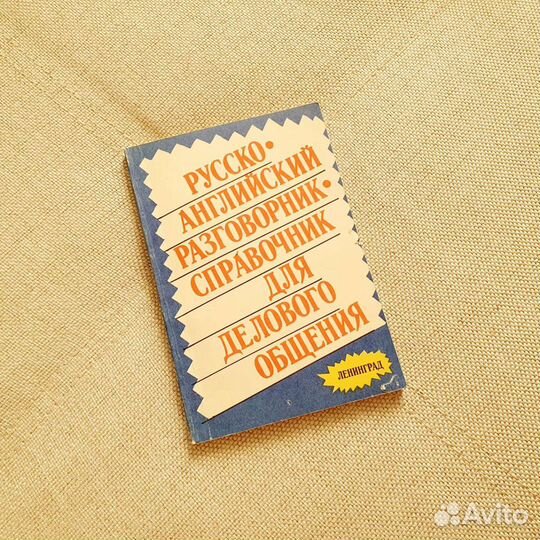 РУССКО•
АНГЛИЙСКИЙ
РАЗГОВОРНИК•
СПРАВОЧНИК
ДЛЯ
ДЕЛОВОГО
ОБЩЕНИЯ
ЛЕНИНГРАД
Avito